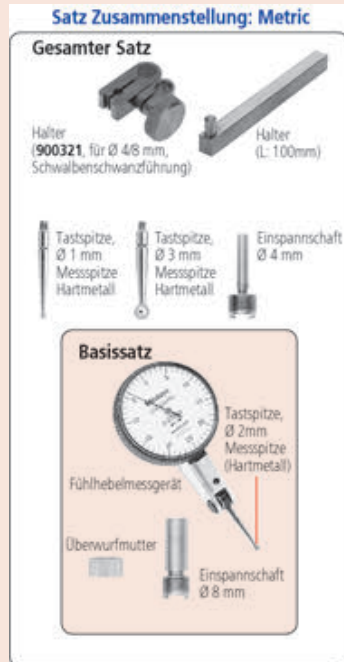 Satz Zusammenstellung: Metric
Gesamter Satz
Halter
(900321, für Ø 4/8 mm,
Schwalbenschwanzführung)
Halter
(L: 100mm)
Tastspitze,
Ø 1 mm
Messspitze
Hartmetall
Tastspitze,
Ø 3 mm
Messspitze
Hartmetall
Einspannschaft
Ø 4 mm
Basissatz
Tastspitze,
Ø 2mm
Messspitze
(Hartmetall)
Fühlhebelmessgerät
Überwurfmutter
Einspannschaft
Ø 8 mm